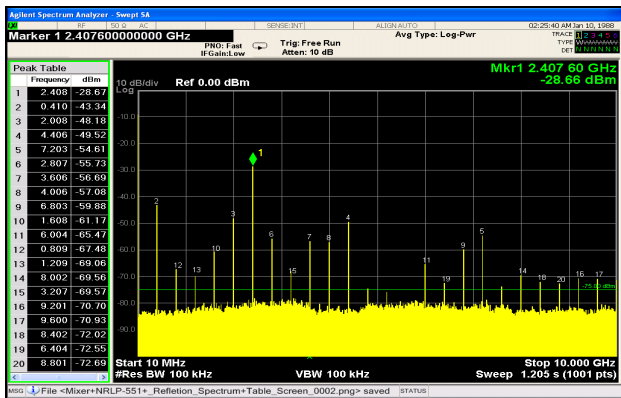 Agilent Spectrum Analyzer - Swept SA
RF 50 Ω AC SENSE:INT ALIGN AUTO 02:25:40 AM Jan 10, 1988
Marker 1 2.407600000000 GHz
PNO: Fast
IFGain:Low
Trig: Free Run
Atten: 10 dB
Avg Type: Log-Pwr
TRACE 1 2 3 4 5 6
TYPE
DET N N N N N N
Peak Table
Frequency dBm
1 2.408 -28.67
2 0.410 -43.34
3 2.008 -48.18
4 4.406 -49.52
5 7.203 -54.61
6 2.807 -55.73
7 3.606 -56.69
8 4.006 -57.08
9 6.803 -59.88
10 1.608 -61.17
11 6.004 -65.47
12 0.809 -67.48
13 1.209 -69.06
14 8.002 -69.56
15 3.207 -69.57
16 9.201 -70.70
17 9.600 -70.93
18 8.402 -72.02
19 6.404 -72.55
20 8.801 -72.69
Mkr1 2.407 60 GHz
-28.66 dBm
10 dB/div Ref 0.00 dBm
Log
-10.0
-20.0
-30.0
-40.0
-50.0
-60.0
-70.0
-80.0
-90.0
1
2
3
4
5
6
7
8
9
10
11
12
13
14
15
16
17
18
19
20
Start 10 MHz
#Res BW 100 kHz
VBW 100 kHz
Stop 10.000 GHz
Sweep 1.205 s (1001 pts)
MSG File <Mixer+NRLP-551+_Refletion_Spectrum+Table_Screen_0002.png> saved STATUS